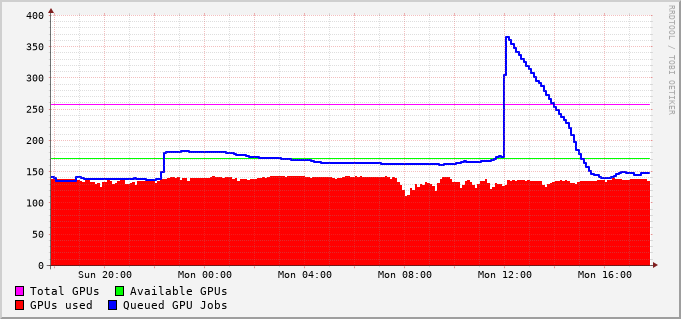 400
350
300
250
200
150
100
50
0
Sun 20:00 Mon 00:00 Mon 04:00 Mon 08:00 Mon 12:00 Mon 16:00
Total GPUs Available GPUs
GPUs used Queued GPU Jobs
RRDTOOL / TOBI OETIKER